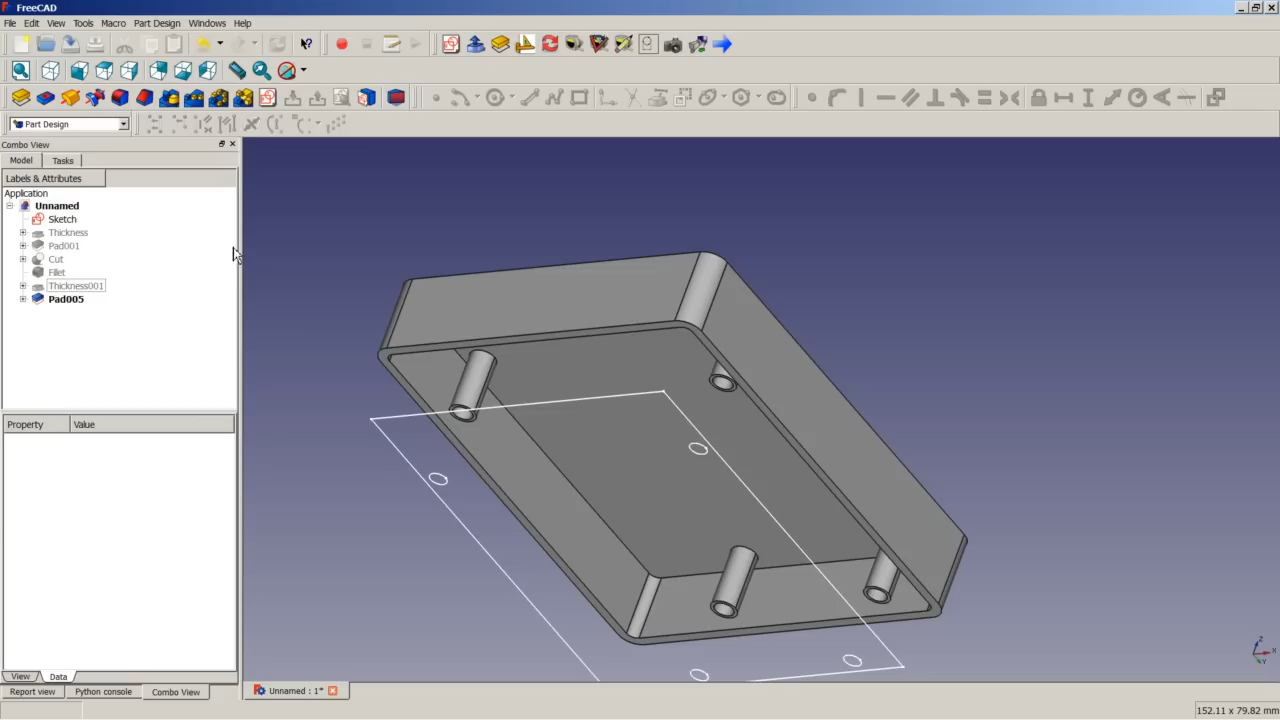 FreeCAD
File Edit View Tools Macro Part Design Windows Help
Part Design
Combo View
Model Tasks
Labels & Attributes
Application
Unnamed
Sketch
Thickness
Pad001
Cut
Fillet
Thickness001
Pad005
Property Value
View Data
Report view Python console Combo View
Unnamed : 1*
Z
X
Y
152.11 x 79.82 mm